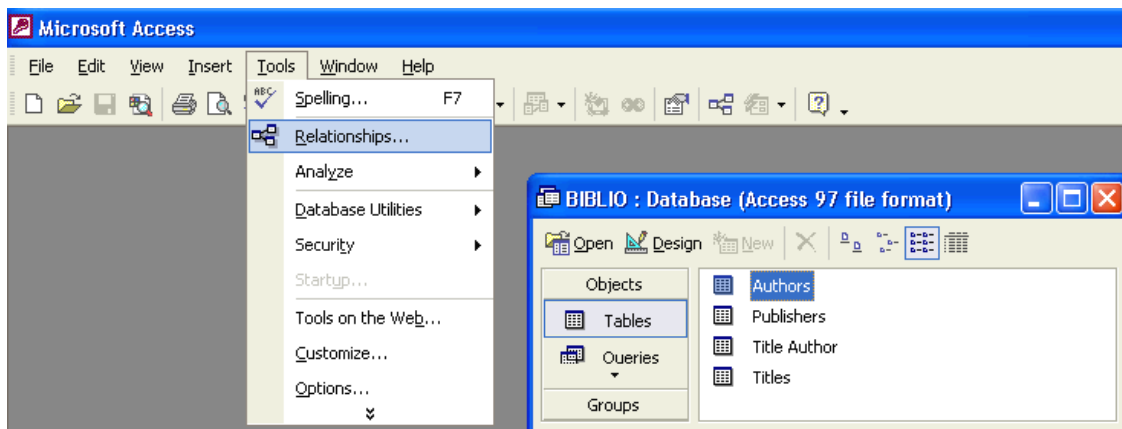 Microsoft Access
File Edit View Insert Tools Window Help
ABC Spelling... F7
Relationships...
Analyze
Database Utilities
Security
Startup...
Tools on the Web...
Customize...
Options...
BIBLIO : Database (Access 97 file format)
Open Design New
Objects
Tables
Queries
Groups
Authors
Publishers
Title Author
Titles